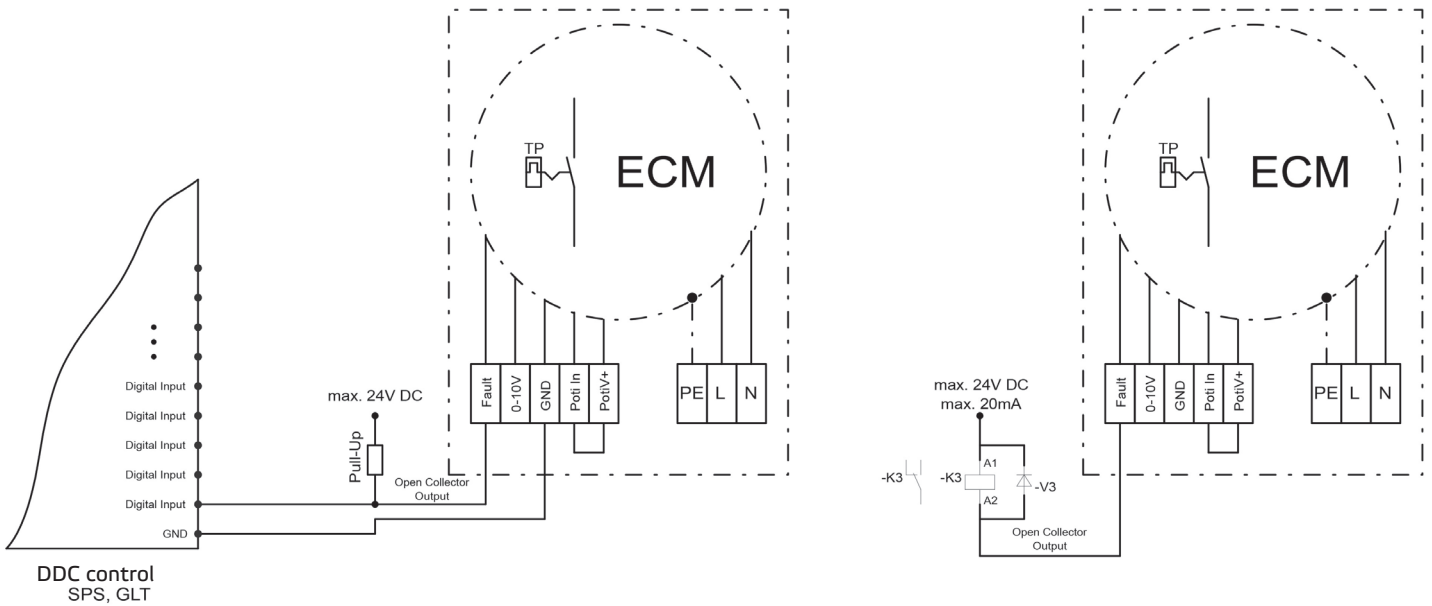 TP
ECM
Digital Input
Digital Input
Digital Input
Digital Input
Digital Input
GND
DDC control
SPS, GLT
max. 24V DC
Pull-Up
Open Collector
Output
Fault
0-10V
GND
Poti In
PotiV+
PE
L
N
TP
ECM
max. 24V DC
max. 20mA
-K3
-K3
A1
A2
-V3
Open Collector
Output
Fault
0-10V
GND
Poti In
PotiV+
PE
L
N